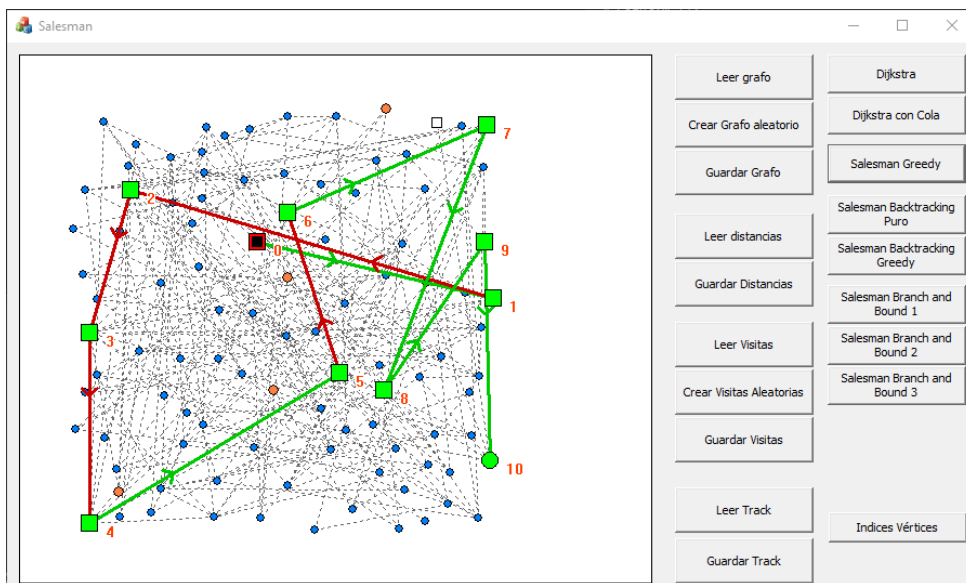 Salesman
7
2
6
0
9
1
3
5
8
10
4
Leer grafo
Crear Grafo aleatorio
Guardar Grafo
Leer distancias
Guardar Distancias
Leer Visitas
Crear Visitas Aleatorias
Guardar Visitas
Leer Track
Guardar Track
Dijkstra
Dijkstra con Cola
Salesman Greedy
Salesman Backtracking
Puro
Salesman Backtracking
Greedy
Salesman Branch and
Bound 1
Salesman Branch and
Bound 2
Salesman Branch and
Bound 3
Indices Vértices